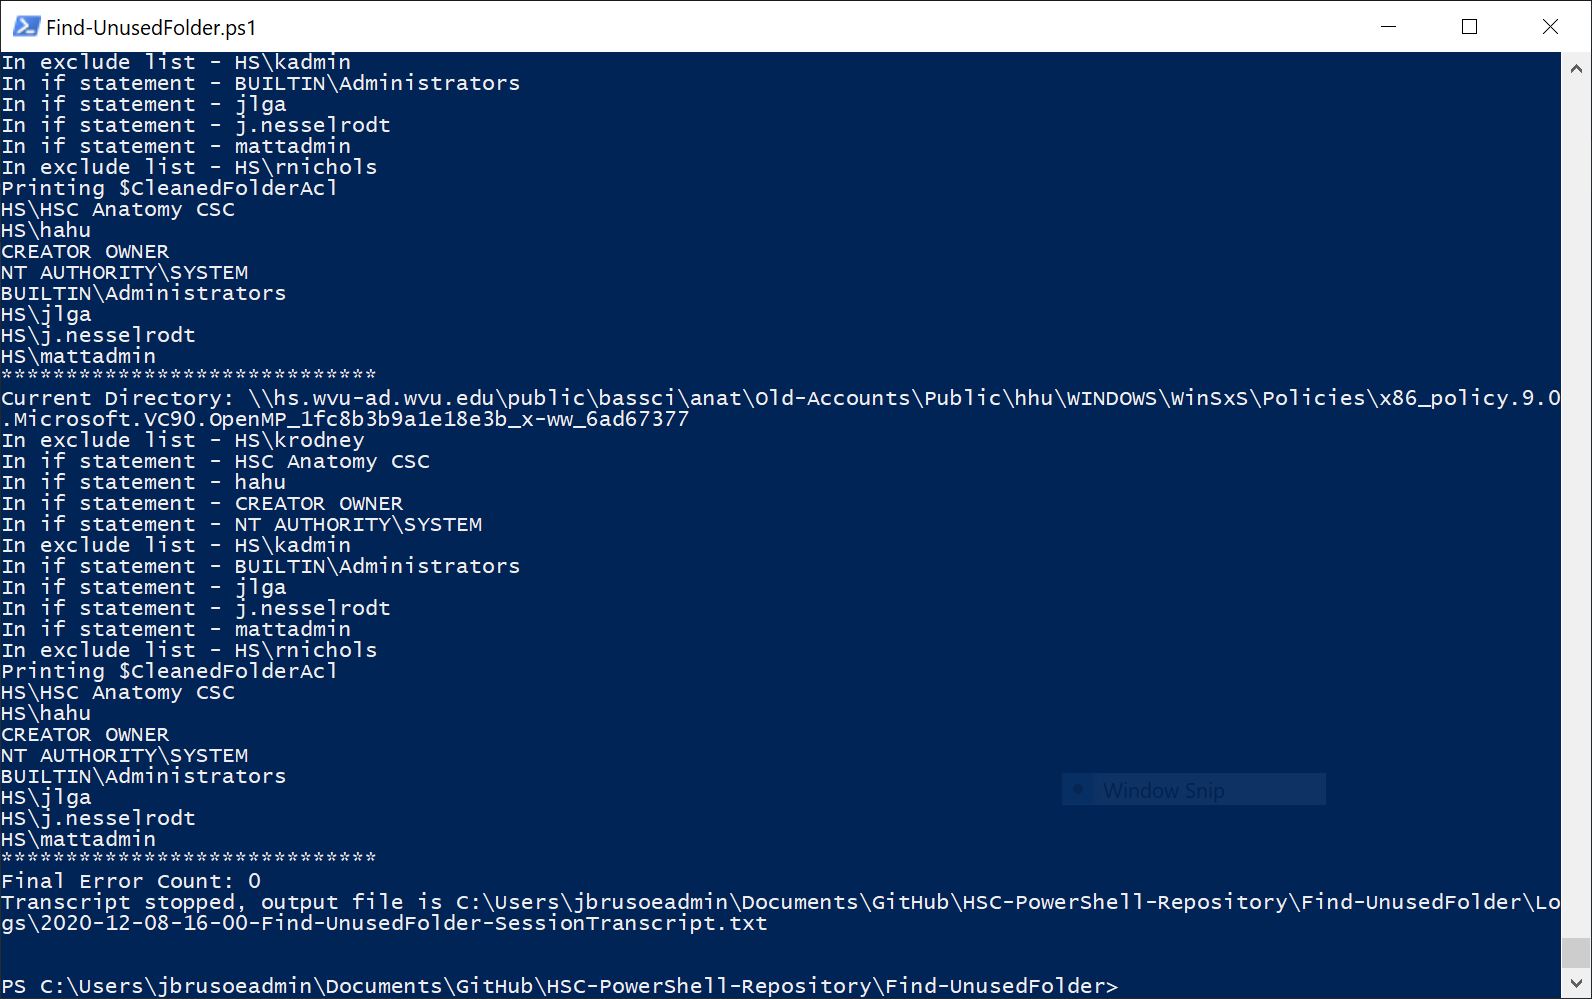 Find-UnusedFolder.ps1
In exclude list - HS\kadmin
In if statement - BUILTIN\Administrators
In if statement - jlga
In if statement - j.nesselrodt
In if statement - mattadmin
In exclude list - HS\rnichols
Printing $CleanedFolderAcl
HS\HSC Anatomy CSC
HS\hahu
CREATOR OWNER
NT AUTHORITY\SYSTEM
BUILTIN\Administrators
HS\jlga
HS\j.nesselrodt
HS\mattadmin
*****************************
Current Directory: \\hs.wvu-ad.wvu.edu\public\bassci\anat\Old-Accounts\Public\hhu\WINDOWS\WinSxS\Policies\x86_policy.9.0
.Microsoft.VC90.OpenMP_1fc8b3b9a1e18e3b_x-ww_6ad67377
In exclude list - HS\krodney
In if statement - HSC Anatomy CSC
In if statement - hahu
In if statement - CREATOR OWNER
In if statement - NT AUTHORITY\SYSTEM
In exclude list - HS\kadmin
In if statement - BUILTIN\Administrators
In if statement - jlga
In if statement - j.nesselrodt
In if statement - mattadmin
In exclude list - HS\rnichols
Printing $CleanedFolderAcl
HS\HSC Anatomy CSC
HS\hahu
CREATOR OWNER
NT AUTHORITY\SYSTEM
BUILTIN\Administrators
Window Snip
HS\jlga
HS\j.nesselrodt
HS\mattadmin
*****************************
Final Error Count: 0
Transcript stopped, output file is C:\Users\jbrusoeadmin\Documents\GitHub\HSC-PowerShell-Repository\Find-UnusedFolder\Lo
gs\2020-12-08-16-00-Find-UnusedFolder-SessionTranscript.txt
PS C:\Users\jbrusoeadmin\Documents\GitHub\HSC-PowerShell-Repository\Find-UnusedFolder>